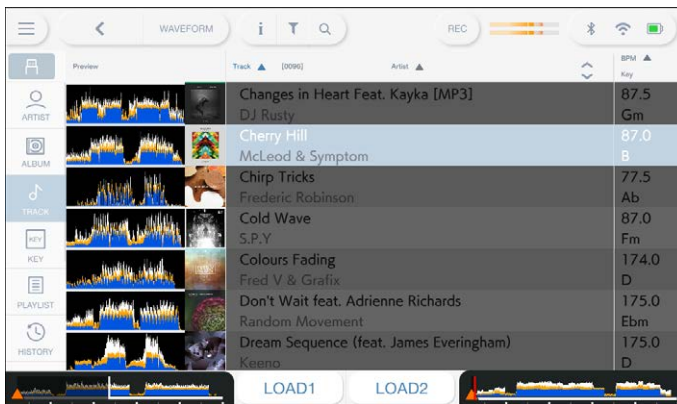 WAVEFORM
i
REC
Preview
Track [0096] Artist
BPM
Key
ARTIST
ALBUM
TRACK
KEY
KEY
PLAYLIST
HISTORY
Changes in Heart Feat. Kayka [MP3] 87.5
DJ Rusty Gm
Cherry Hill 87.0
McLeod & Symptom B
Chirp Tricks 77.5
Frederic Robinson Ab
Cold Wave 87.0
S.P.Y Fm
Colours Fading 174.0
Fred V & Grafix D
Don't Wait feat. Adrienne Richards 175.0
Random Movement Ebm
Dream Sequence (feat. James Everingham) 175.0
Keeno D
LOAD1 LOAD2